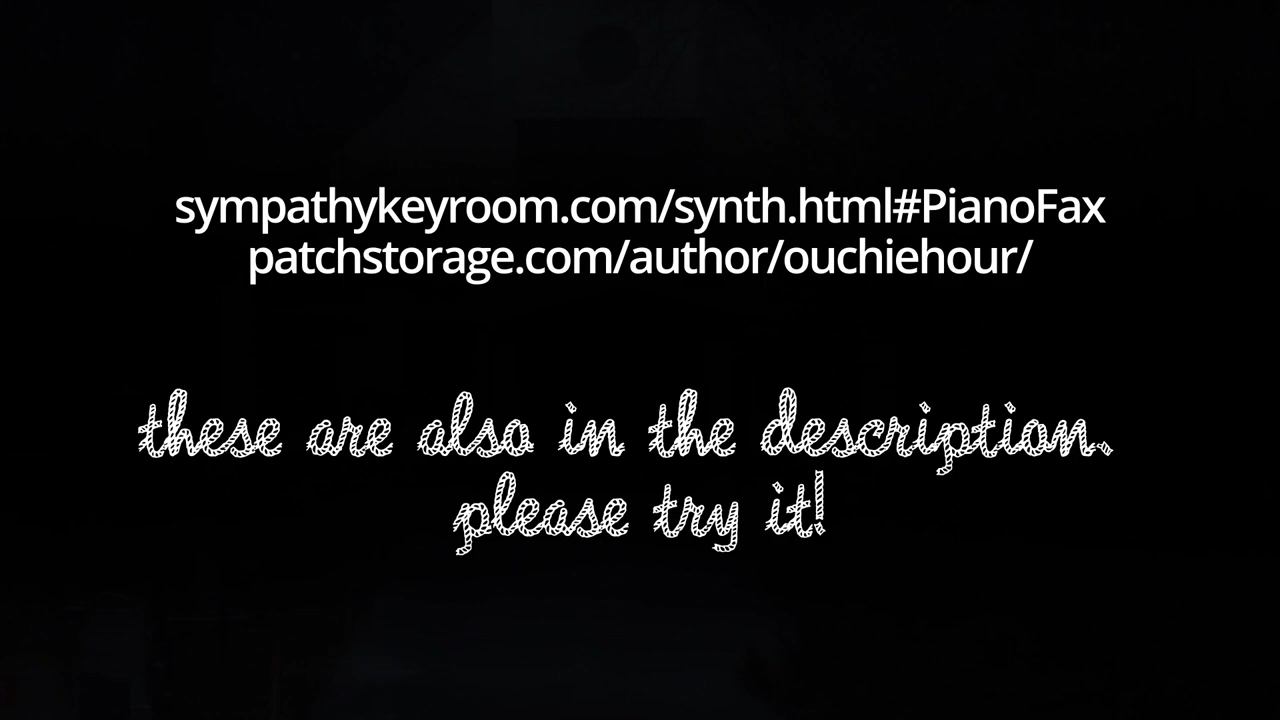 sympathykeyroom.com/synth.html#PianoFax
patchstorage.com/author/ouchiehour/
these are also in the description.
please try it!